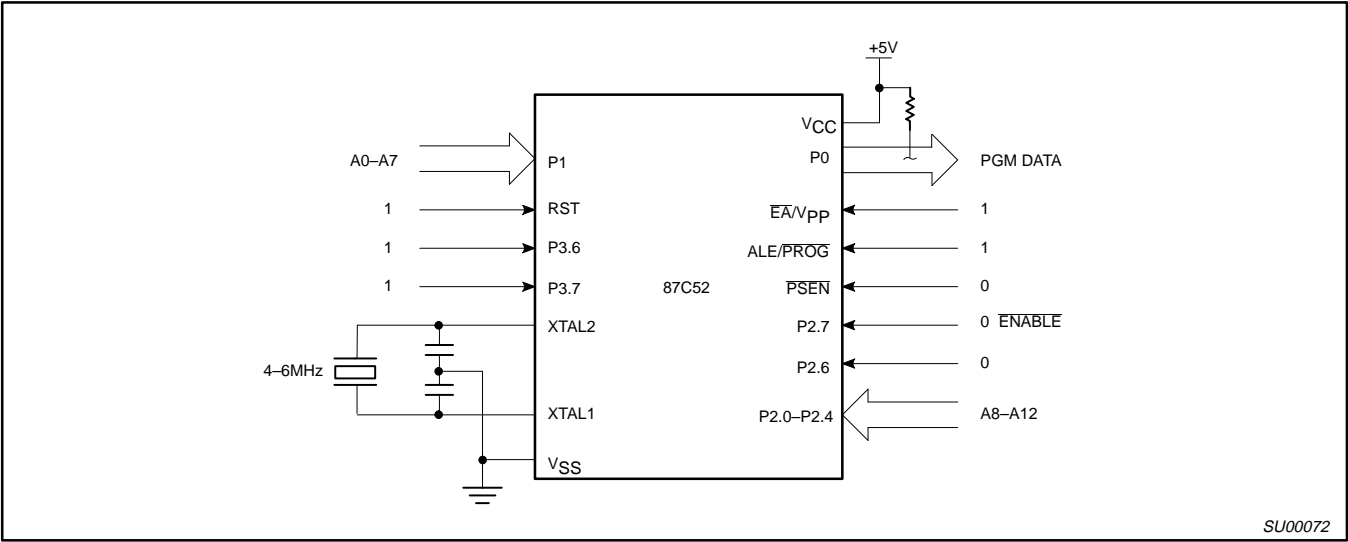 +5V
A0–A7
P1
VCC
P0
PGM DATA
1
RST
EA/VPP
1
1
P3.6
ALE/PROG
1
1
P3.7
87C52
PSEN
0
XTAL2
P2.7
0 ENABLE
4–6MHz
P2.6
0
XTAL1
P2.0–P2.4
A8–A12
VSS
SU00072